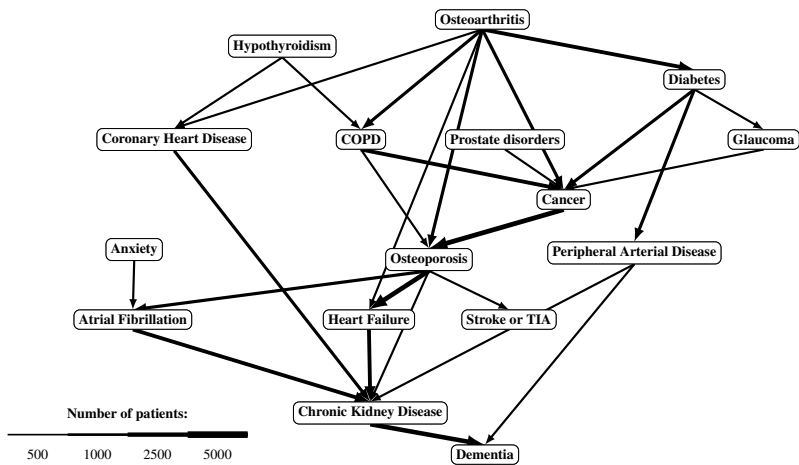 Osteoarthritis
Hypothyroidism
Diabetes
Coronary Heart Disease
COPD
Prostate disorders
Glaucoma
Cancer
Anxiety
Osteoporosis
Peripheral Arterial Disease
Atrial Fibrillation
Heart Failure
Stroke or TIA
Chronic Kidney Disease
Number of patients:
500 1000 2500 5000
Dementia